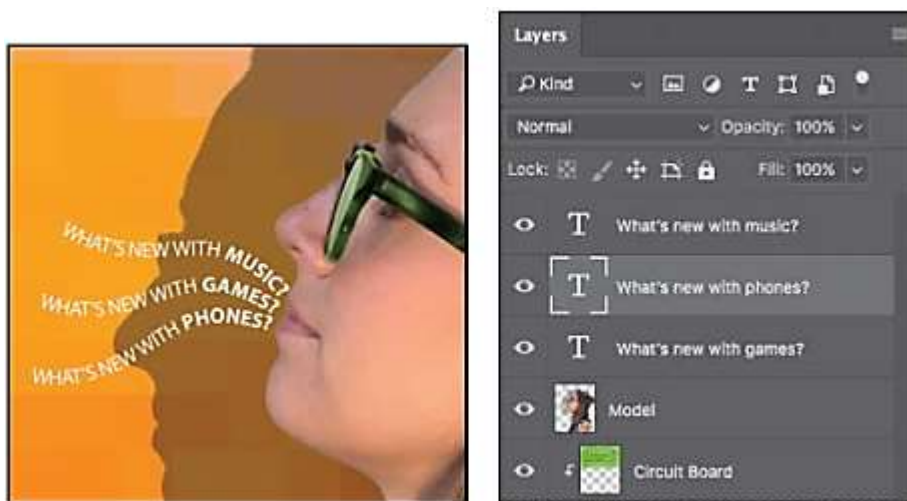 WHAT'S NEW WITH MUSIC?
WHAT'S NEW WITH GAMES?
WHAT'S NEW WITH PHONES?
Layers
Kind
T
Normal
Opacity: 100%
Lock:
Fill: 100%
T What's new with music?
T What's new with phones?
T What's new with games?
Model
Circuit Board